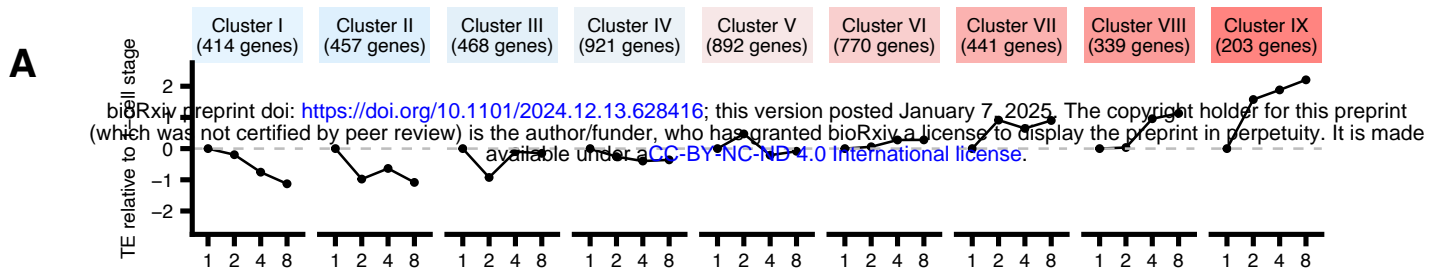 A
Cluster I
(414 genes)
Cluster II
(457 genes)
Cluster III
(468 genes)
Cluster IV
(921 genes)
Cluster V
(892 genes)
Cluster VI
(770 genes)
Cluster VII
(441 genes)
Cluster VIII
(339 genes)
Cluster IX
(203 genes)
bioRxiv preprint doi: https://doi.org/10.1101/2024.12.13.628416; this version posted January 7, 2025. The copyright holder for this preprint
(which was not certified by peer review) is the author/funder, who has granted bioRxiv a license to display the preprint in perpetuity. It is made
available under aCC-BY-NC-ND 4.0 International license.
TE relative to 1-cell stage
2
1
0
−1
−2
1 2 4 8
1 2 4 8
1 2 4 8
1 2 4 8
1 2 4 8
1 2 4 8
1 2 4 8
1 2 4 8
1 2 4 8